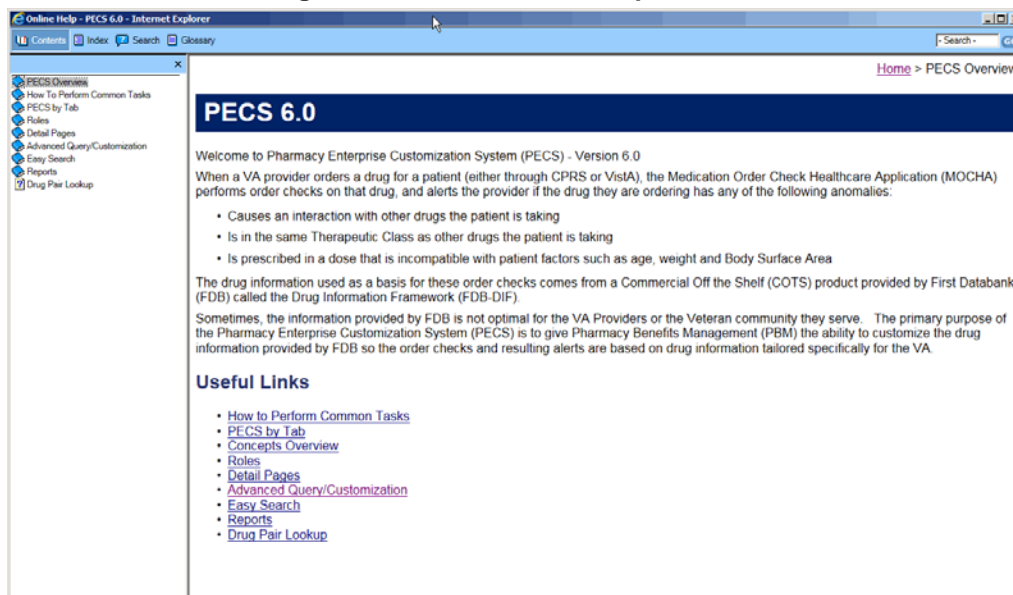 Online Help - PECS 6.0 - Internet Explorer
Contents Index Search Glossary
- Search -
PECS Overview
How To Perform Common Tasks
PECS by Tab
Roles
Detail Pages
Advanced Query/Customization
Easy Search
Reports
Drug Pair Lookup
Home > PECS Overview
PECS 6.0
Welcome to Pharmacy Enterprise Customization System (PECS) - Version 6.0
When a VA provider orders a drug for a patient (either through CPRS or VistA), the Medication Order Check Healthcare Application (MOCHA)
performs order checks on that drug, and alerts the provider if the drug they are ordering has any of the following anomalies:
• Causes an interaction with other drugs the patient is taking
• Is in the same Therapeutic Class as other drugs the patient is taking
• Is prescribed in a dose that is incompatible with patient factors such as age, weight and Body Surface Area
The drug information used as a basis for these order checks comes from a Commercial Off the Shelf (COTS) product provided by First Databank
(FDB) called the Drug Information Framework (FDB-DIF).
Sometimes, the information provided by FDB is not optimal for the VA Providers or the Veteran community they serve. The primary purpose of
the Pharmacy Enterprise Customization System (PECS) is to give Pharmacy Benefits Management (PBM) the ability to customize the drug
information provided by FDB so the order checks and resulting alerts are based on drug information tailored specifically for the VA.
Useful Links
• How to Perform Common Tasks
• PECS by Tab
• Concepts Overview
• Roles
• Detail Pages
• Advanced Query/Customization
• Easy Search
• Reports
• Drug Pair Lookup